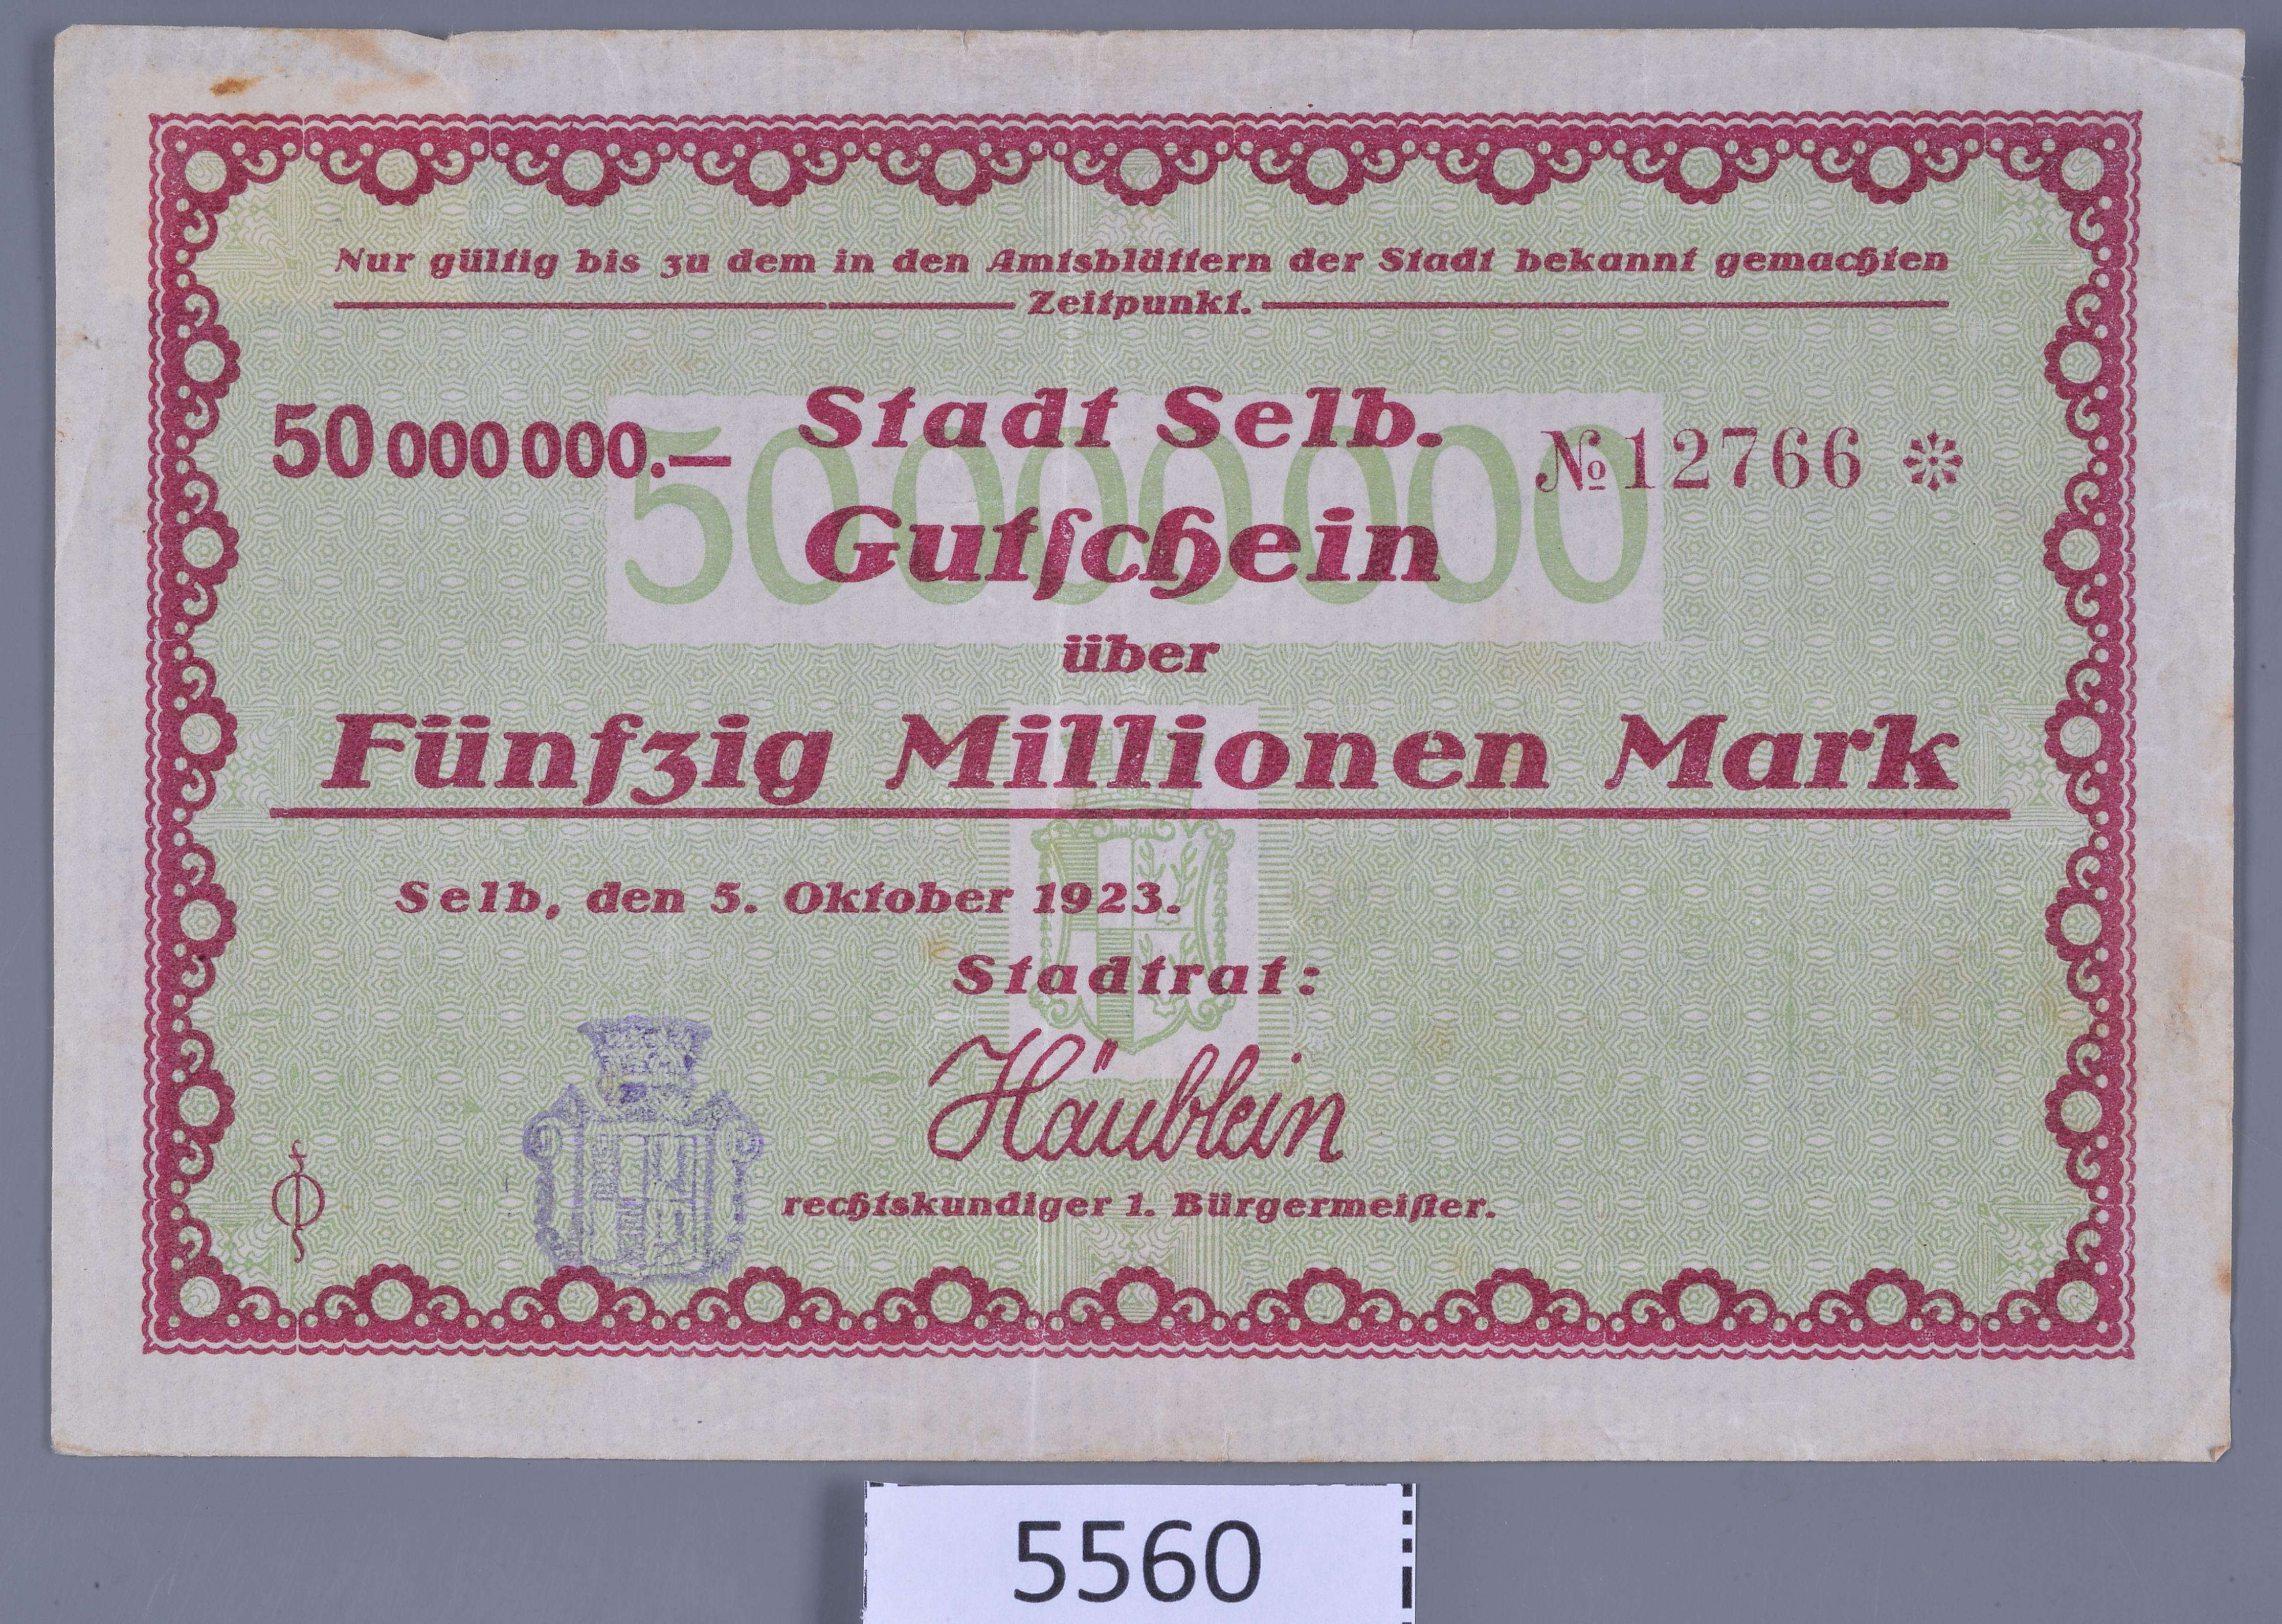 Nur gültig bis zu dem in den Amtsblättern der Stadt bekannt gemachten
Zeitpunkt.
Stadt Selb.
50 000 000.—
50000000
№ 12766 *
Gutſchein
über
Fünfzig Millionen Mark
Selb, den 5. Oktober 1923.
Stadtrat:
Häublein
rechtskundiger 1. Bürgermeiſter.
5560